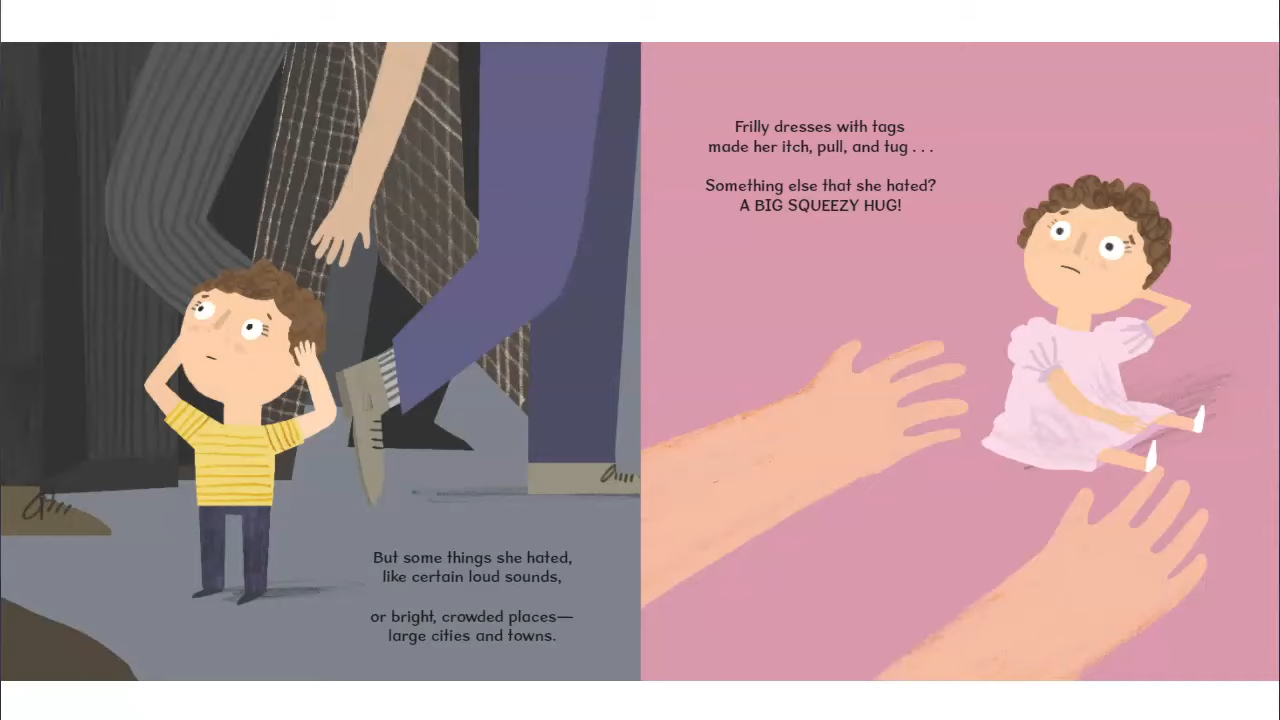 But some things she hated,
like certain loud sounds,
or bright, crowded places—
large cities and towns.
Frilly dresses with tags
made her itch, pull, and tug . . .
Something else that she hated?
A BIG SQUEEZY HUG!